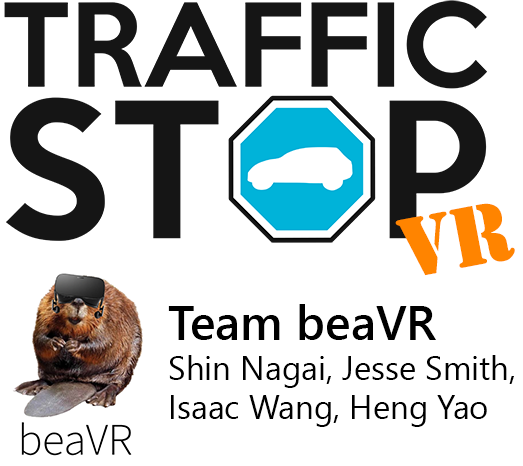 TRAFFIC
STOP
VR
Team beaVR
Shin Nagai, Jesse Smith,
Isaac Wang, Heng Yao
beaVR